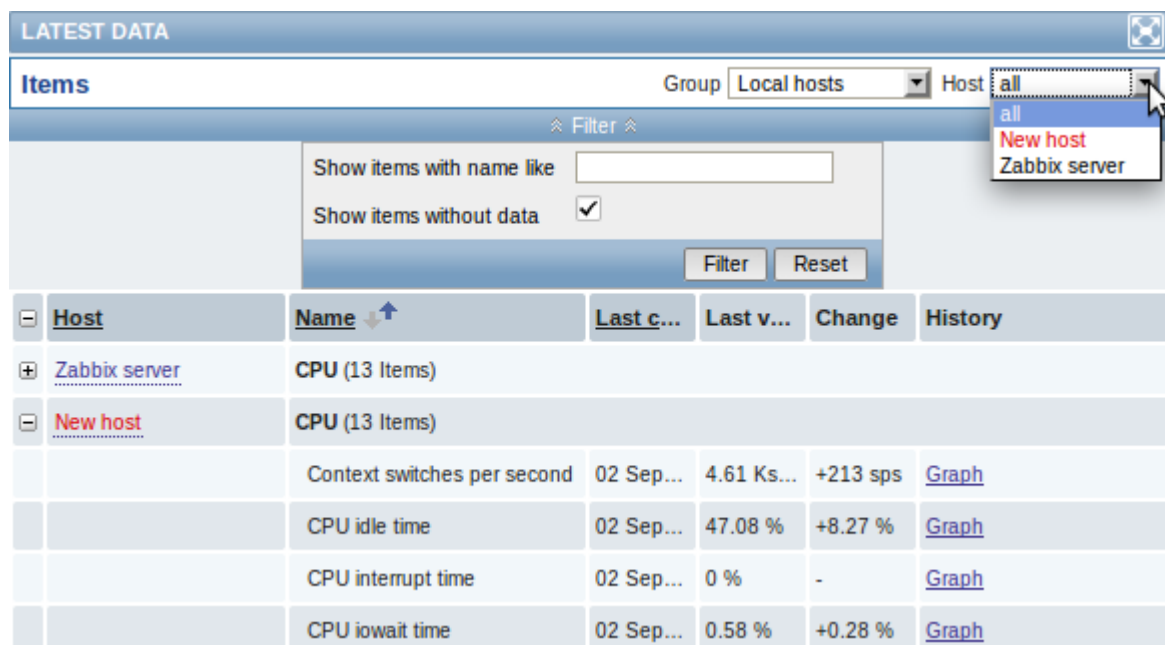 LATEST DATA
Items Group Local hosts Host all
all
New host
Zabbix server
Filter
Show items with name like
Show items without data
Filter Reset
Host Name Last c... Last v... Change History
Zabbix server CPU (13 Items)
New host CPU (13 Items)
Context switches per second 02 Sep... 4.61 Ks... +213 sps Graph
CPU idle time 02 Sep... 47.08 % +8.27 % Graph
CPU interrupt time 02 Sep... 0 % - Graph
CPU iowait time 02 Sep... 0.58 % +0.28 % Graph